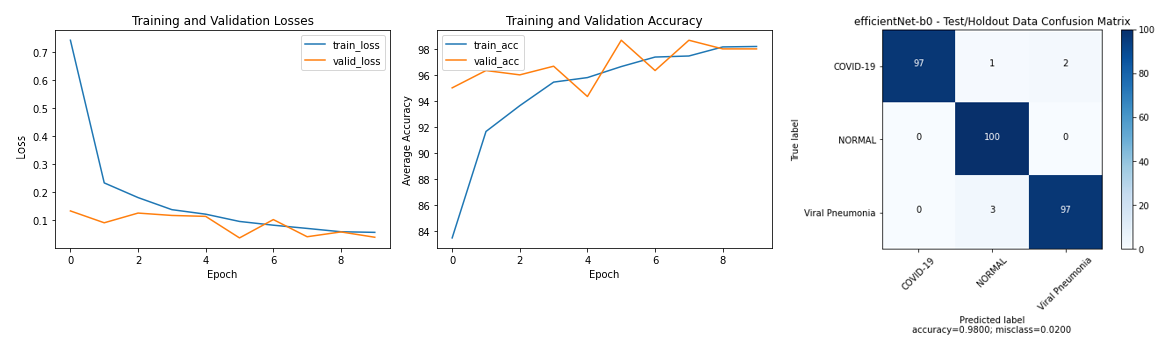 Training and Validation Losses
train_loss
valid_loss
0.7
0.6
0.5
0.4
0.3
0.2
0.1
Loss
0
2
4
6
8
Epoch
Training and Validation Accuracy
train_acc
valid_acc
98
96
94
92
90
88
86
84
Average Accuracy
0
2
4
6
8
Epoch
efficientNet-b0 - Test/Holdout Data Confusion Matrix
True label
COVID-19
97
1
2
NORMAL
0
100
0
Viral Pneumonia
0
3
97
COVID-19
NORMAL
Viral Pneumonia
Predicted label
accuracy=0.9800; misclass=0.0200
100
80
60
40
20
0